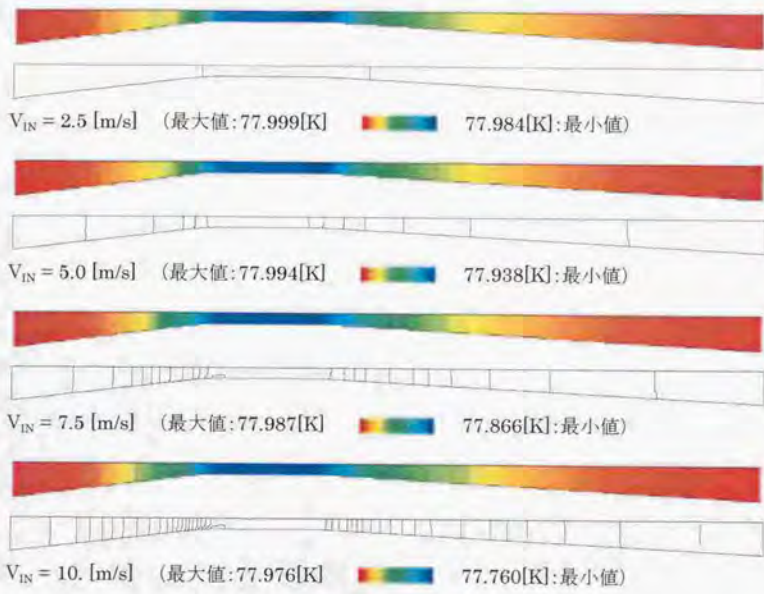 V_IN = 2.5 [m/s] (最大値:77.999[K] 77.984[K]:最小値)
V_IN = 5.0 [m/s] (最大値:77.994[K] 77.938[K]:最小値)
V_IN = 7.5 [m/s] (最大値:77.987[K] 77.866[K]:最小値)
V_IN = 10. [m/s] (最大値:77.976[K] 77.760[K]:最小値)